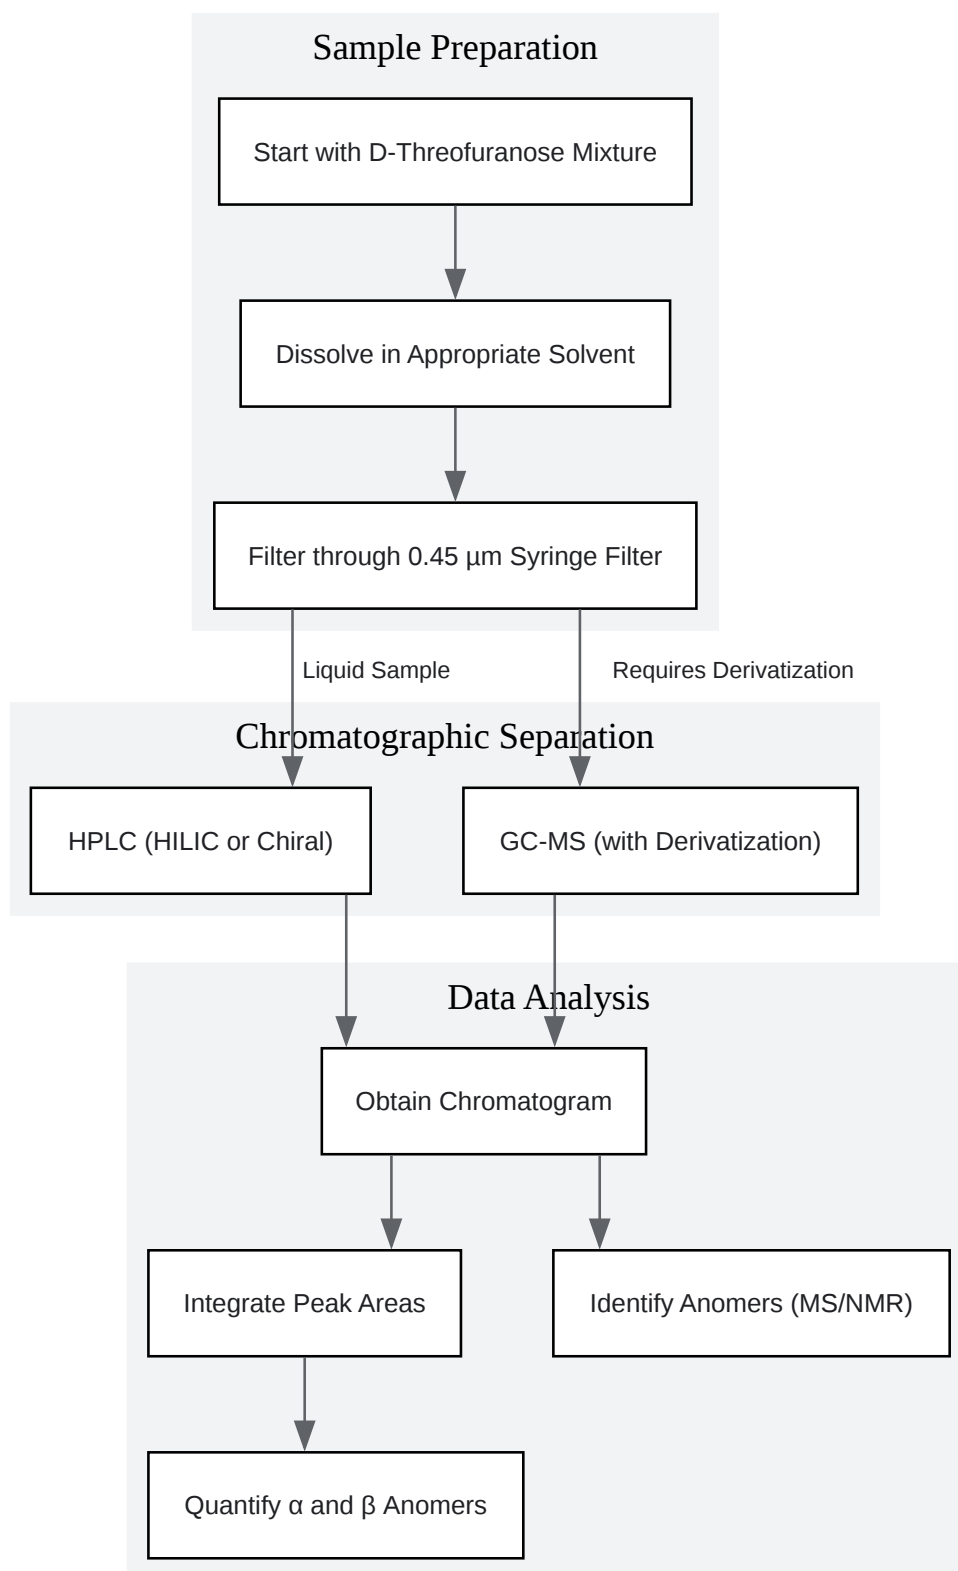 Sample Preparation
Start with D-Threofuranose Mixture
Dissolve in Appropriate Solvent
Filter through 0.45 µm Syringe Filter
Liquid Sample
Requires Derivatization
Chromatographic Separation
HPLC (HILIC or Chiral)
GC-MS (with Derivatization)
Data Analysis
Obtain Chromatogram
Integrate Peak Areas
Identify Anomers (MS/NMR)
Quantify α and β Anomers